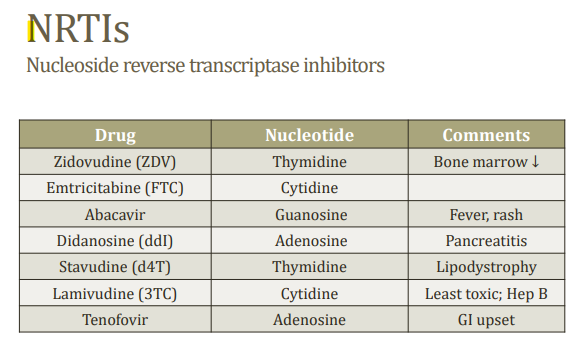 NRTIs
Nucleoside reverse transcriptase inhibitors
Drug Nucleotide Comments
Zidovudine (ZDV) Thymidine Bone marrow ↓
Emtricitabine (FTC) Cytidine
Abacavir Guanosine Fever, rash
Didanosine (ddI) Adenosine Pancreatitis
Stavudine (d4T) Thymidine Lipodystrophy
Lamivudine (3TC) Cytidine Least toxic; Hep B
Tenofovir Adenosine GI upset